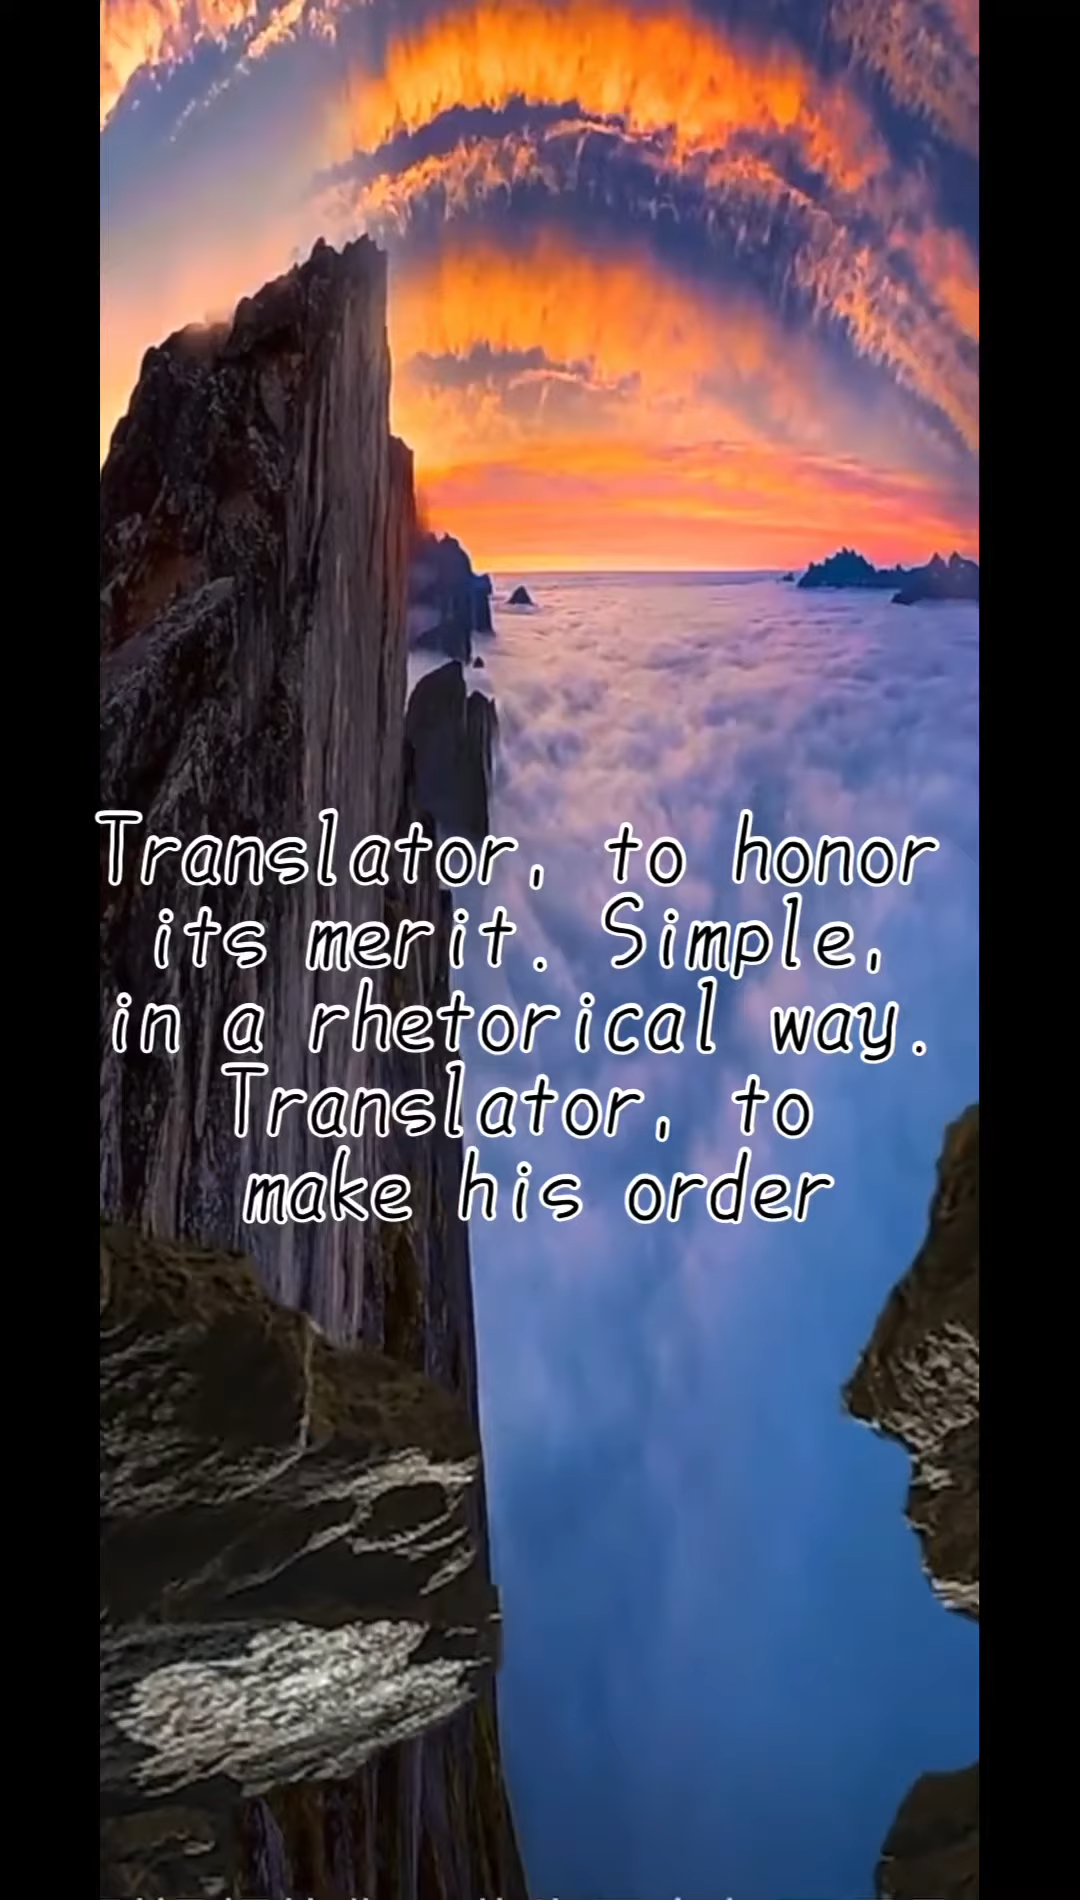 Translator, to honor
its merit. Simple,
in a rhetorical way.
Translator, to
make his order